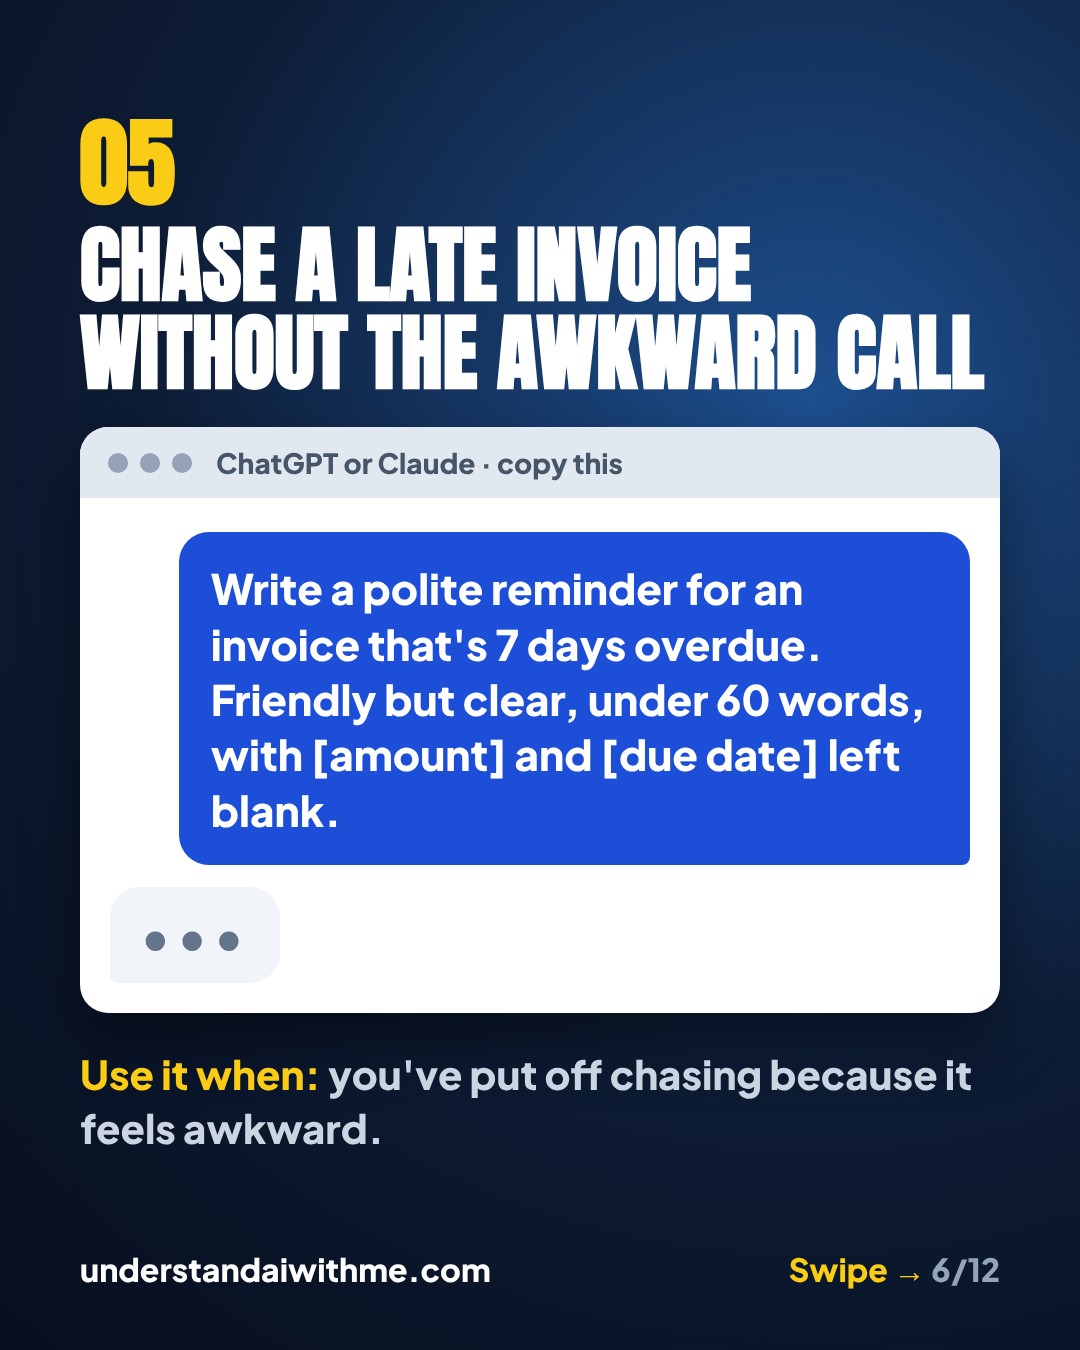 05
CHASE A LATE INVOICE
WITHOUT THE AWKWARD CALL
ChatGPT or Claude · copy this
Write a polite reminder for an
invoice that's 7 days overdue.
Friendly but clear, under 60 words,
with [amount] and [due date] left
blank.
Use it when: you've put off chasing because it
feels awkward.
understandaiwithme.com
Swipe → 6/12